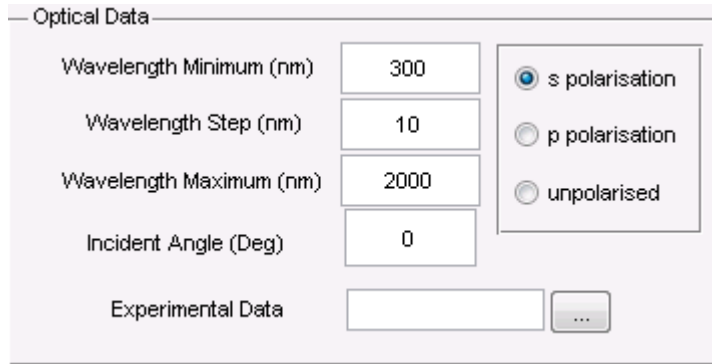 Optical Data
Wavelength Minimum (nm) 300
s polarisation
Wavelength Step (nm) 10
p polarisation
Wavelength Maximum (nm) 2000
unpolarised
Incident Angle (Deg) 0
Experimental Data ...